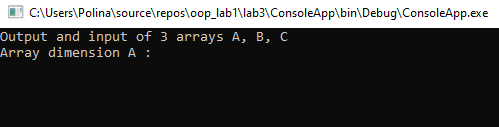 C:\Users\Polina\source\repos\oop_lab1\lab3\ConsoleApp\bin\Debug\ConsoleApp.exe
Output and input of 3 arrays A, B, C
Array dimension A :